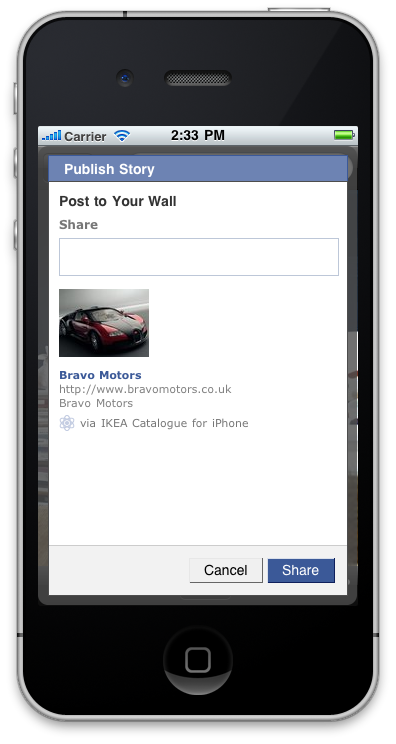 Carrier 2:33 PM
Publish Story
Post to Your Wall
Share
Bravo Motors
http://www.bravomotors.co.uk
Bravo Motors
via IKEA Catalogue for iPhone
Cancel Share